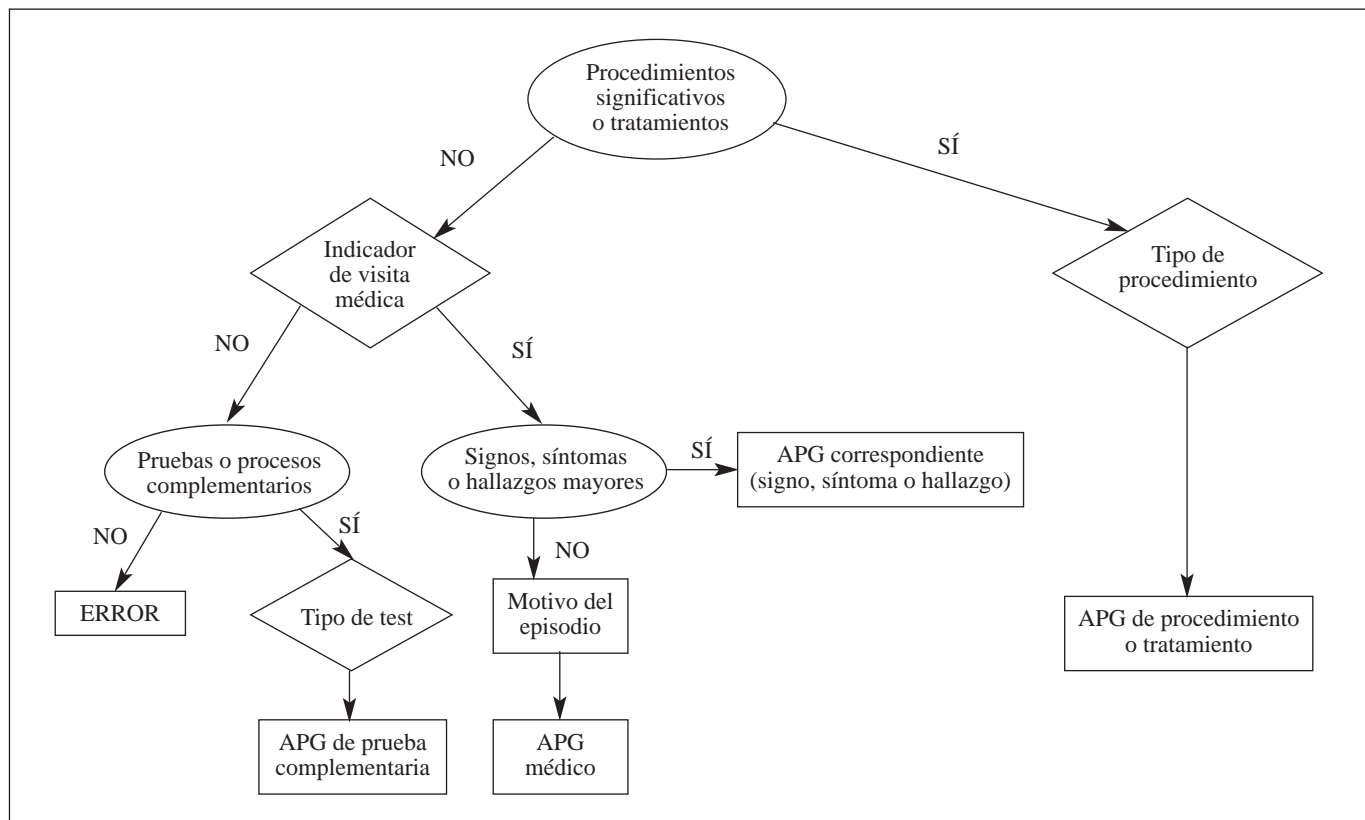 Procedimientos
significativos
o tratamientos
NO
SÍ
Indicador
de visita
médica
Tipo de
procedimiento
NO
SÍ
Pruebas o procesos
complementarios
Signos, síntomas
o hallazgos mayores
SÍ
APG correspondiente
(signo, síntoma o hallazgo)
NO
SÍ
NO
ERROR
Tipo de test
Motivo del
episodio
APG de procedimiento
o tratamiento
APG de prueba
complementaria
APG
médico